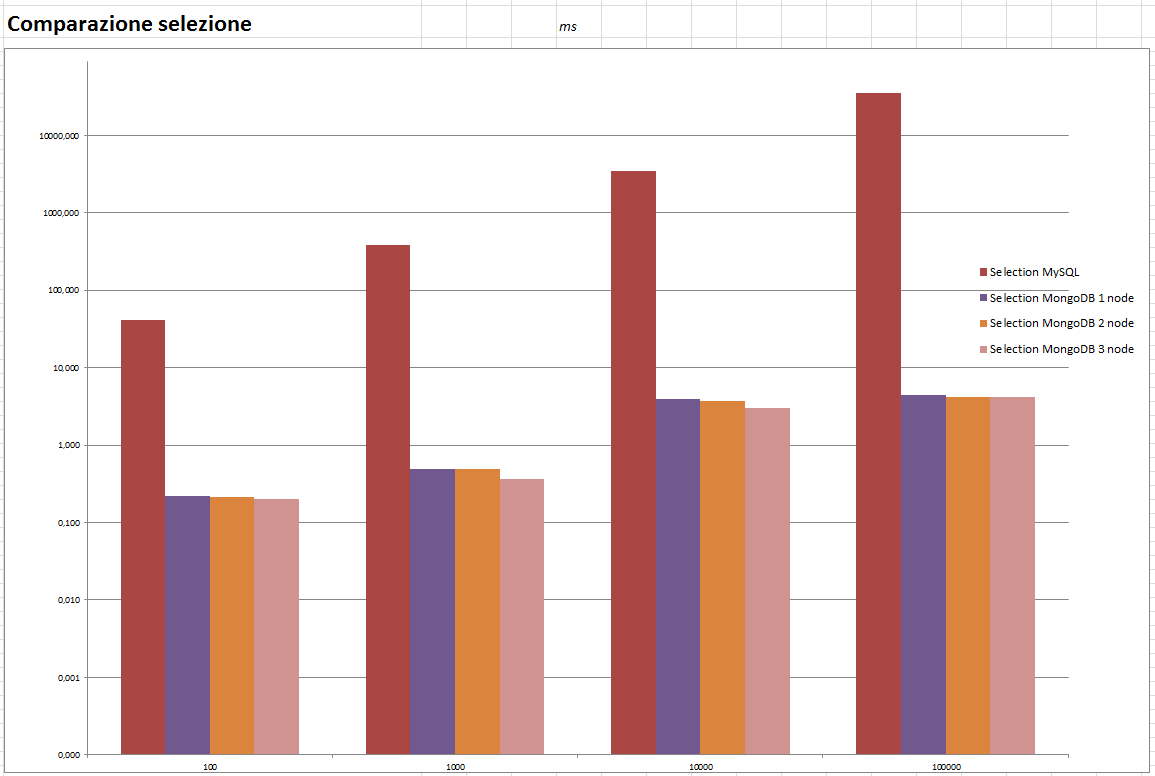 Comparazione selezione
ms
10000,000
1000,000
100,000
10,000
1,000
0,100
0,010
0,001
0,000
100
1000
10000
100000
Selection MySQL
Selection MongoDB 1 node
Selection MongoDB 2 node
Selection MongoDB 3 node